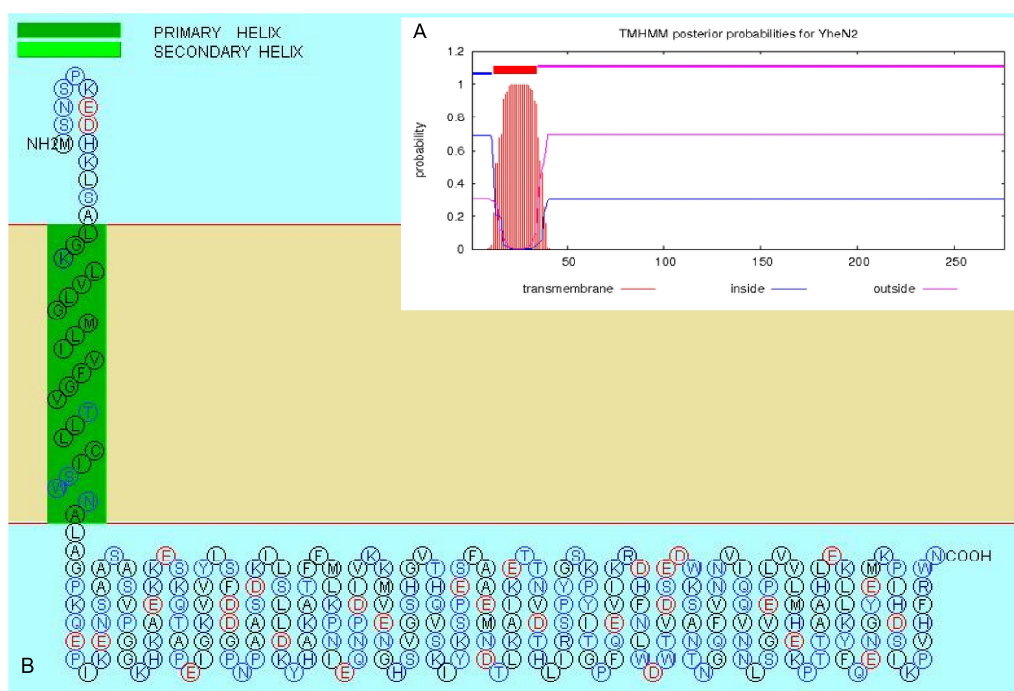 PRIMARY HELIX
SECONDARY HELIX
P
S K
N E
S D
NH2M H
K
L
S
A
K G L
G L V L
I L M
V G F V
L L T
W S I C
A N
L
A
S E I I F K V F T S R D V V E K N COOH
G A A K S Y S K L F M V K G T S A E T G K K D E W N I L V L K M P W
P A S K K V F D S T L I M H H E A K N Y P I H S K N Q P L H L E I R
K S V E Q V D S L A K D V S Q P E I V P Y V F D S V Q E M A L Y H F
Q N P A T K D A L K P P E G V S M A D S I E N V A F V V H A K G D H
E E G K A G G A D A N N N V S K N K T R T Q L T N Q N G E T Y N S V
P K G H P I P P K H I Q G S K Y D L H I G F W W T G N S K T F E I P
I K E N Y E H I T L P D N L P Q K
B
A
TMHMM posterior probabilities for YheN2
probability
1.2
1
0.8
0.6
0.4
0.2
0
50 100 150 200 250
transmembrane inside outside